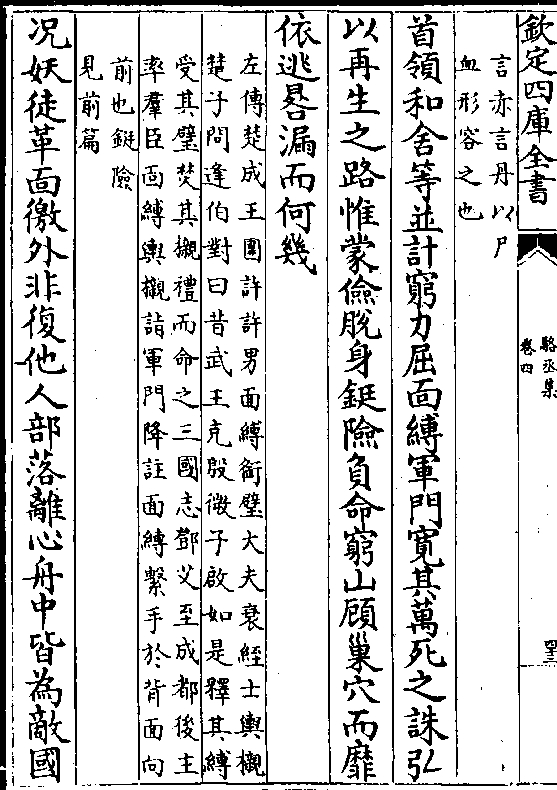 欽定四庫全書
駱丞集
卷四
四三
言亦言丹以尸
血形容之也
首領和舍等並計窮力屈面縛軍門寛其萬死之誅弘
以再生之路惟蒙儉脱身鋌險負命窮山顧巢穴而靡
依逃晷漏而何幾
左傳楚成王圍許許男面縛銜璧大夫衰絰士輿櫬
楚子問逢伯對曰昔武王克殷微子啟如是釋其縛
受其璧焚其櫬禮而命之三國志鄧艾至成都後主
率羣臣面縛輿櫬詣軍門降註面縛繫手於背面向
前也鋌險
見前篇
况妖徒革面徼外非復他人部落離心舟中皆為敵國